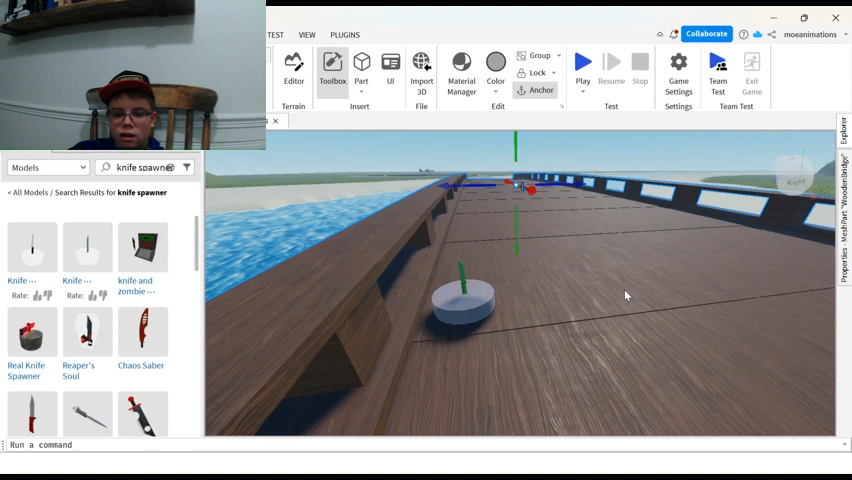 TEST VIEW PLUGINS
Collaborate moeanimations
Editor Toolbox Part UI Import 3D Material Manager Color Group Lock Anchor Play Resume Stop Game Settings Team Test Exit Game
Terrain Insert File Edit Test Settings Team Test
Models knife spawner
< All Models / Search Results for knife spawner
Knife ... Knife ... knife and zombie ...
Rate: Rate:
Real Knife Spawner Reaper's Soul Chaos Saber
Right
Explorer
Properties - MeshPart "WoodenBridge"
Run a command